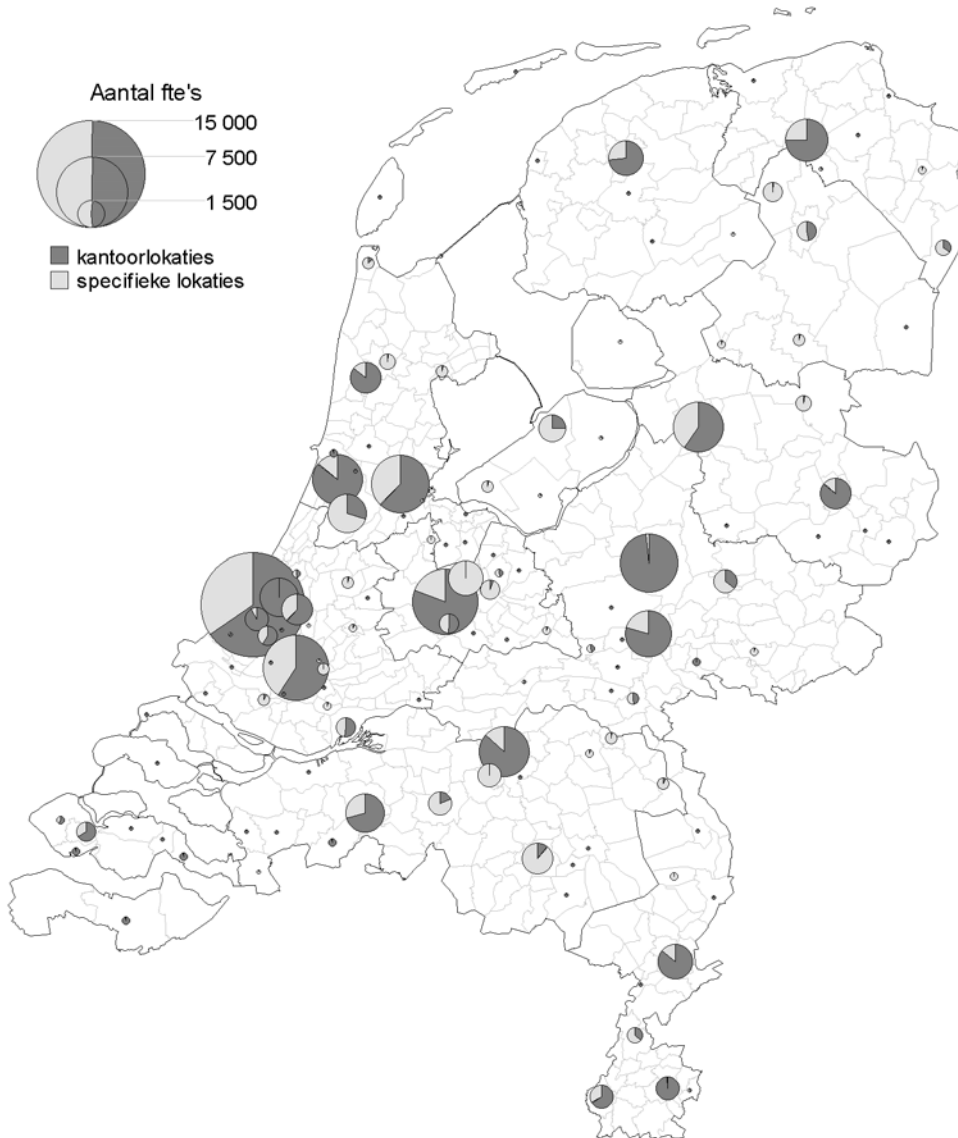 Aantal fte's
15 000
7 500
1 500
kantoorlokaties
specifieke lokaties